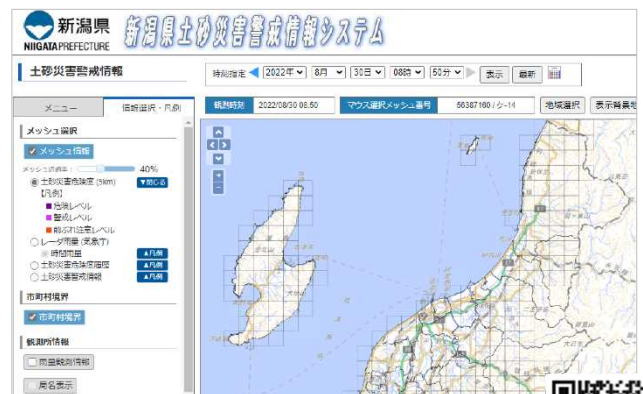 新潟県
NIIGATA PREFECTURE
新潟県土砂災害警戒情報システム
土砂災害警戒情報
時刻指定 2022年 8月 30日 08時 50分 表示 最新
メニュー 情報選択・凡例
観測時刻 2022/08/30 08:50 マウス選択メッシュ番号 56387160 / シ-14 地域選択 表示背景地
メッシュ選択
メッシュ情報
メッシュ透過率: 40%
土砂災害危険度 (5km) ▼閉じる
【凡例】
危険レベル
警戒レベル
前ぶれ注意レベル
レーダ雨量 (気象庁)
時間雨量 ▲凡例
土砂災害危険度履歴 ▲凡例
土砂災害警戒情報 ▲凡例
市町村境界
市町村境界
観測所情報
雨量観測情報
局名表示